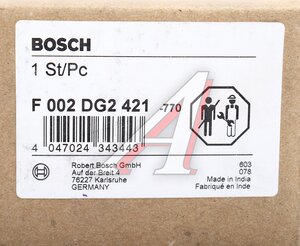 BOSCH
1 St/Pc
F 002 DG2 421 -770
4 047024 343443
Robert Bosch GmbH
Auf der Breit 4
76227 Karlsruhe
GERMANY
BOSCH
603
078
Made in India
Fabriqué en Inde